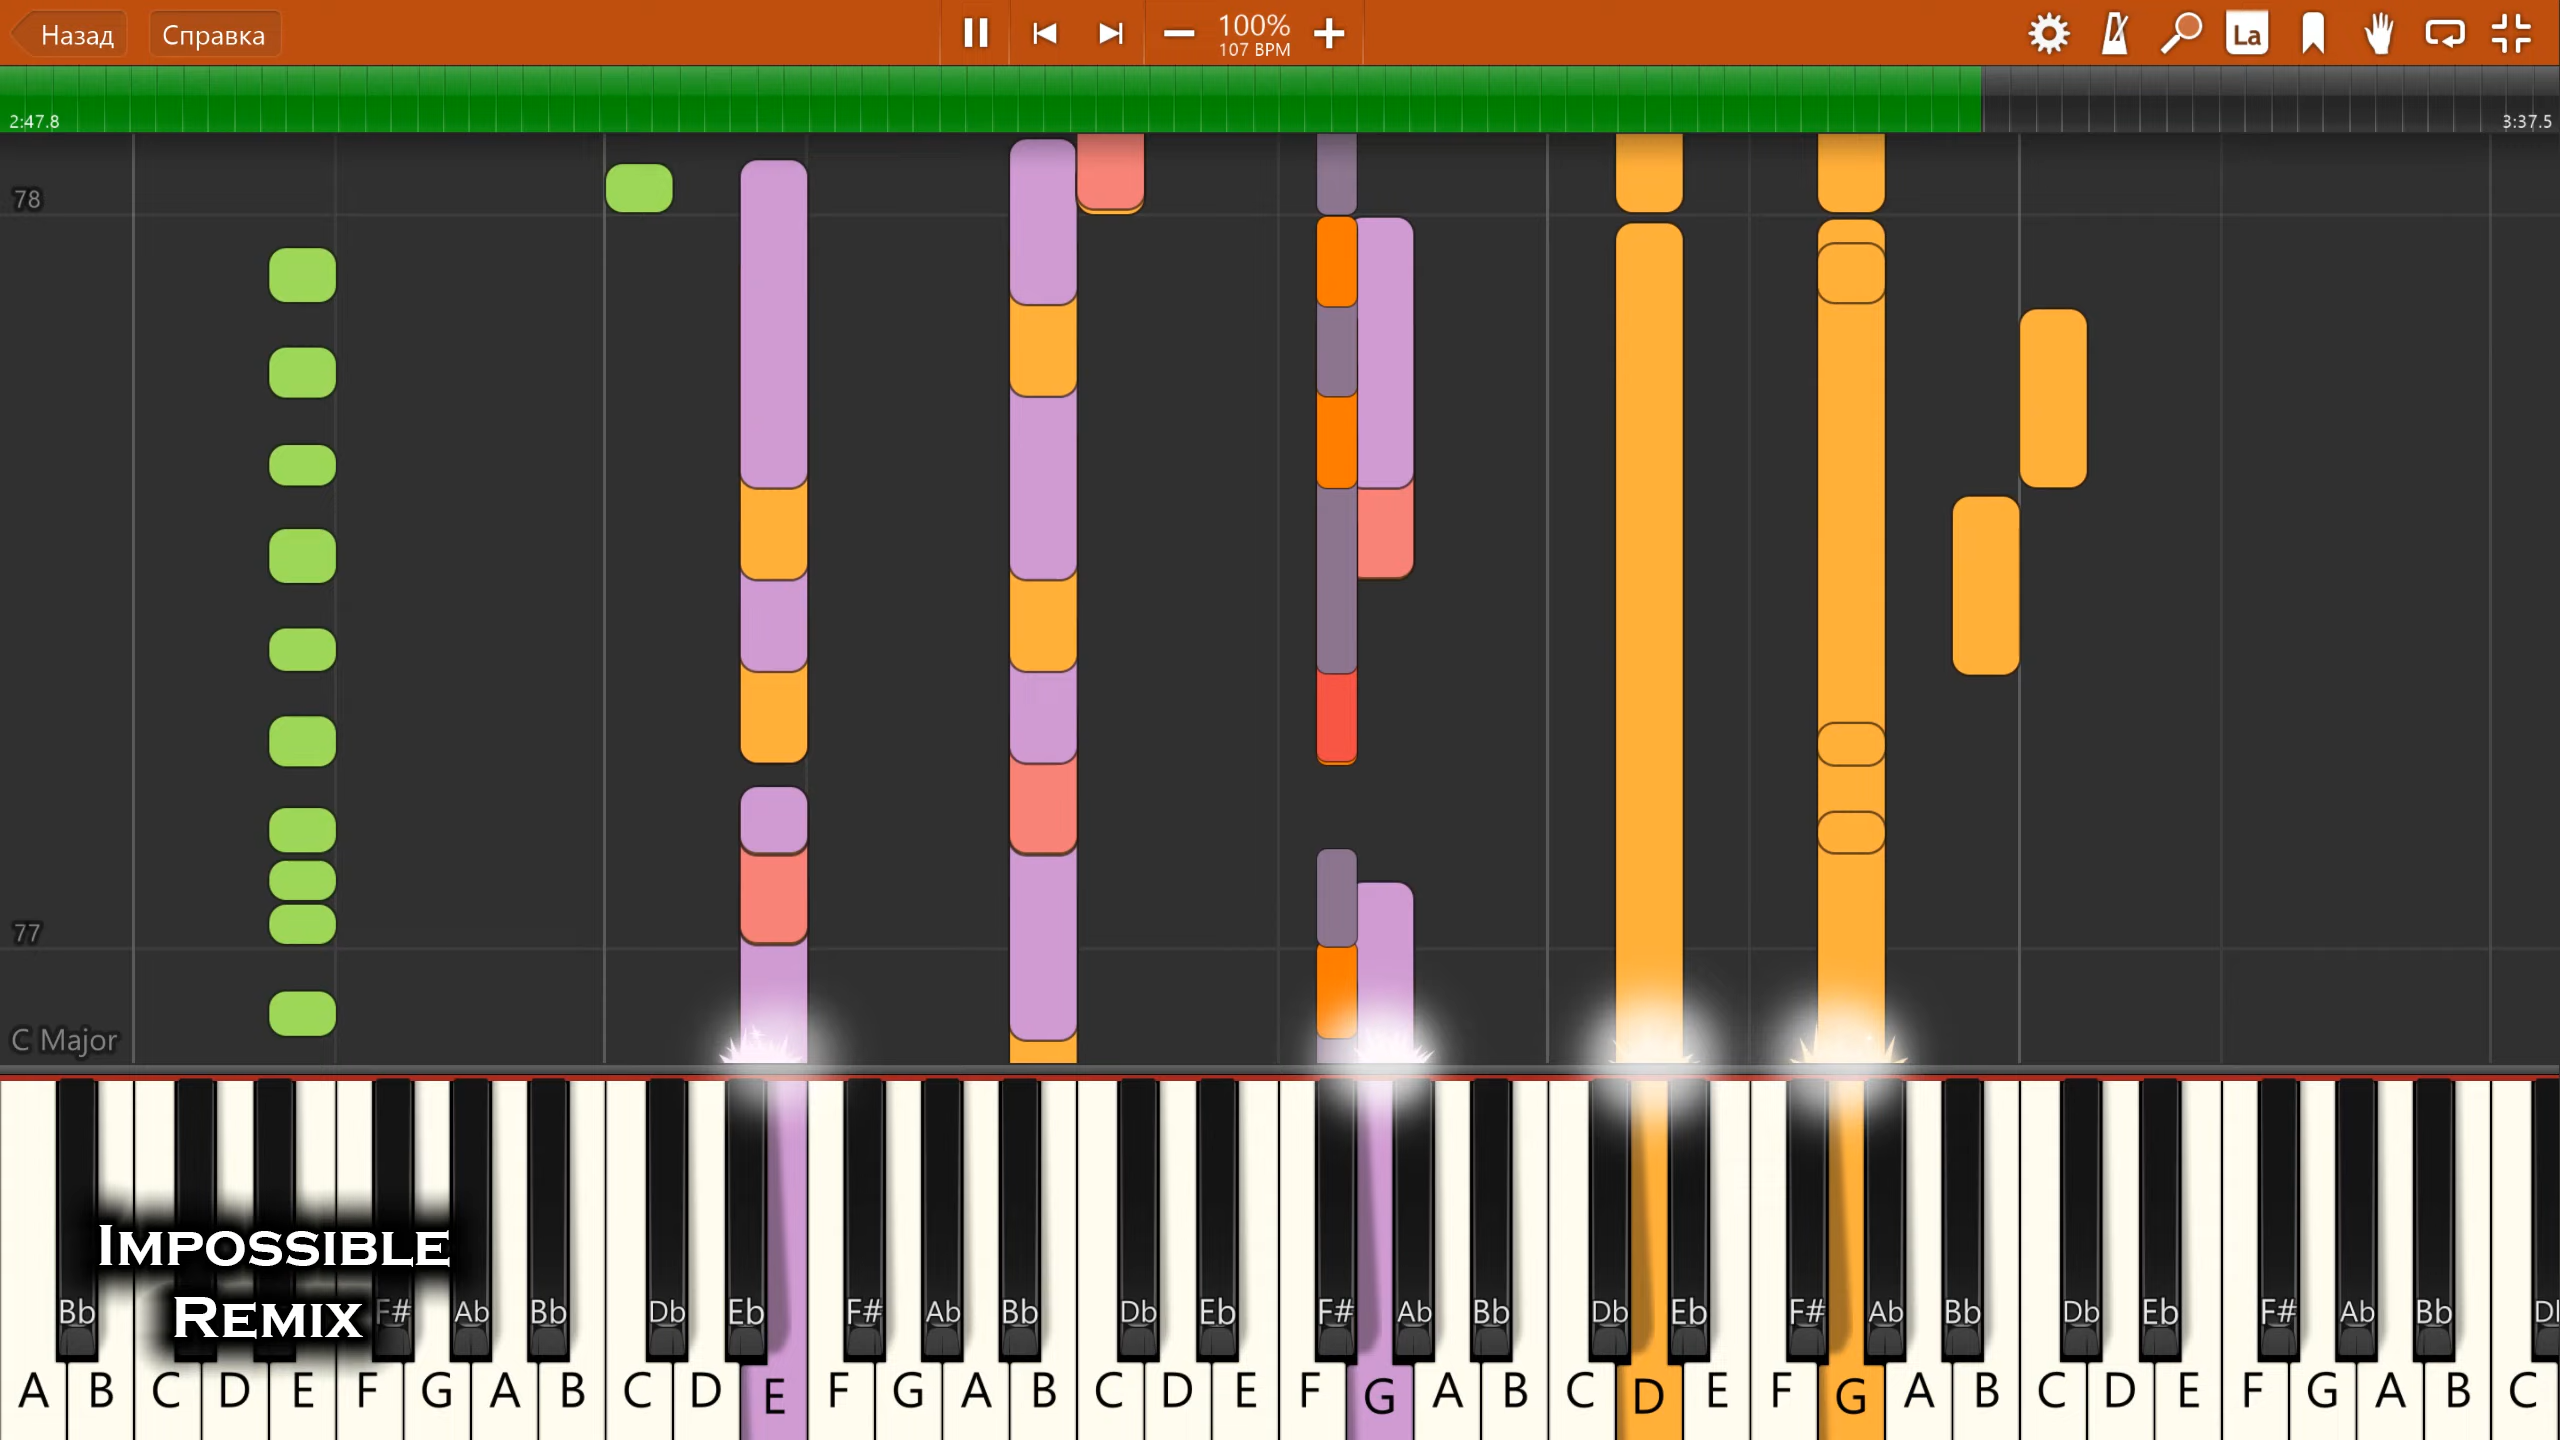 Назад Справка 100% La
107 BPM
2:47.8 3:37.5
78
77
C Major
Impossible
Remix
Bb F# Ab Bb Db Eb F# Ab Bb Db Eb F# Ab Bb Db Eb F# Ab Bb Db Eb F# Ab Bb
A B C D E F G A B C D E F G A B C D E F G A B C D E F G A B C D E F G A B C